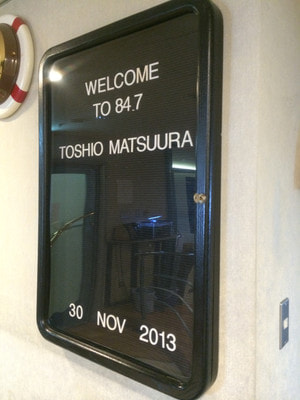 WELCOME
TO 84.7
TOSHIO MATSUURA
30 NOV 2013